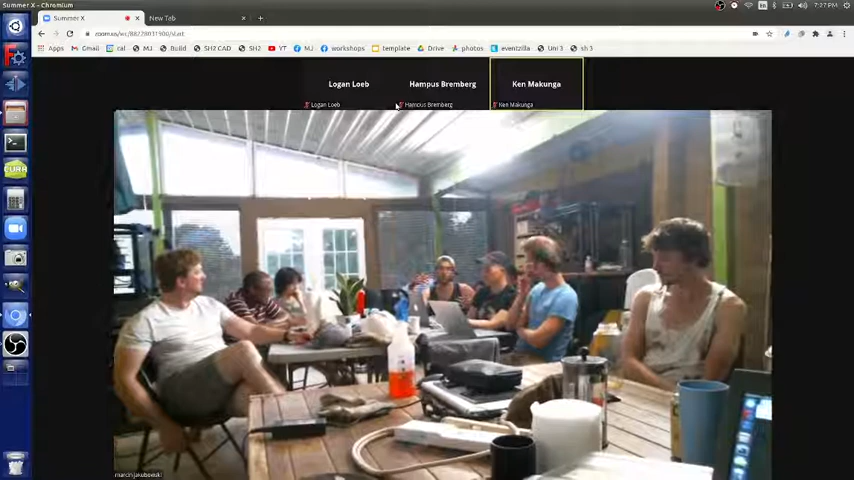 Summer X - Chromium
7:27 PM
Summer X
New Tab
Apps
Gmail
cal
MJ
Build
SH2 CAD
SH2
YT
MJ
workshops
template
Drive
photos
eventzilla
Uni 3
sh 3
Logan Loeb
Hampus Bremberg
Ken Makunga
Logan Loeb
Hampus Bremberg
Ken Makunga